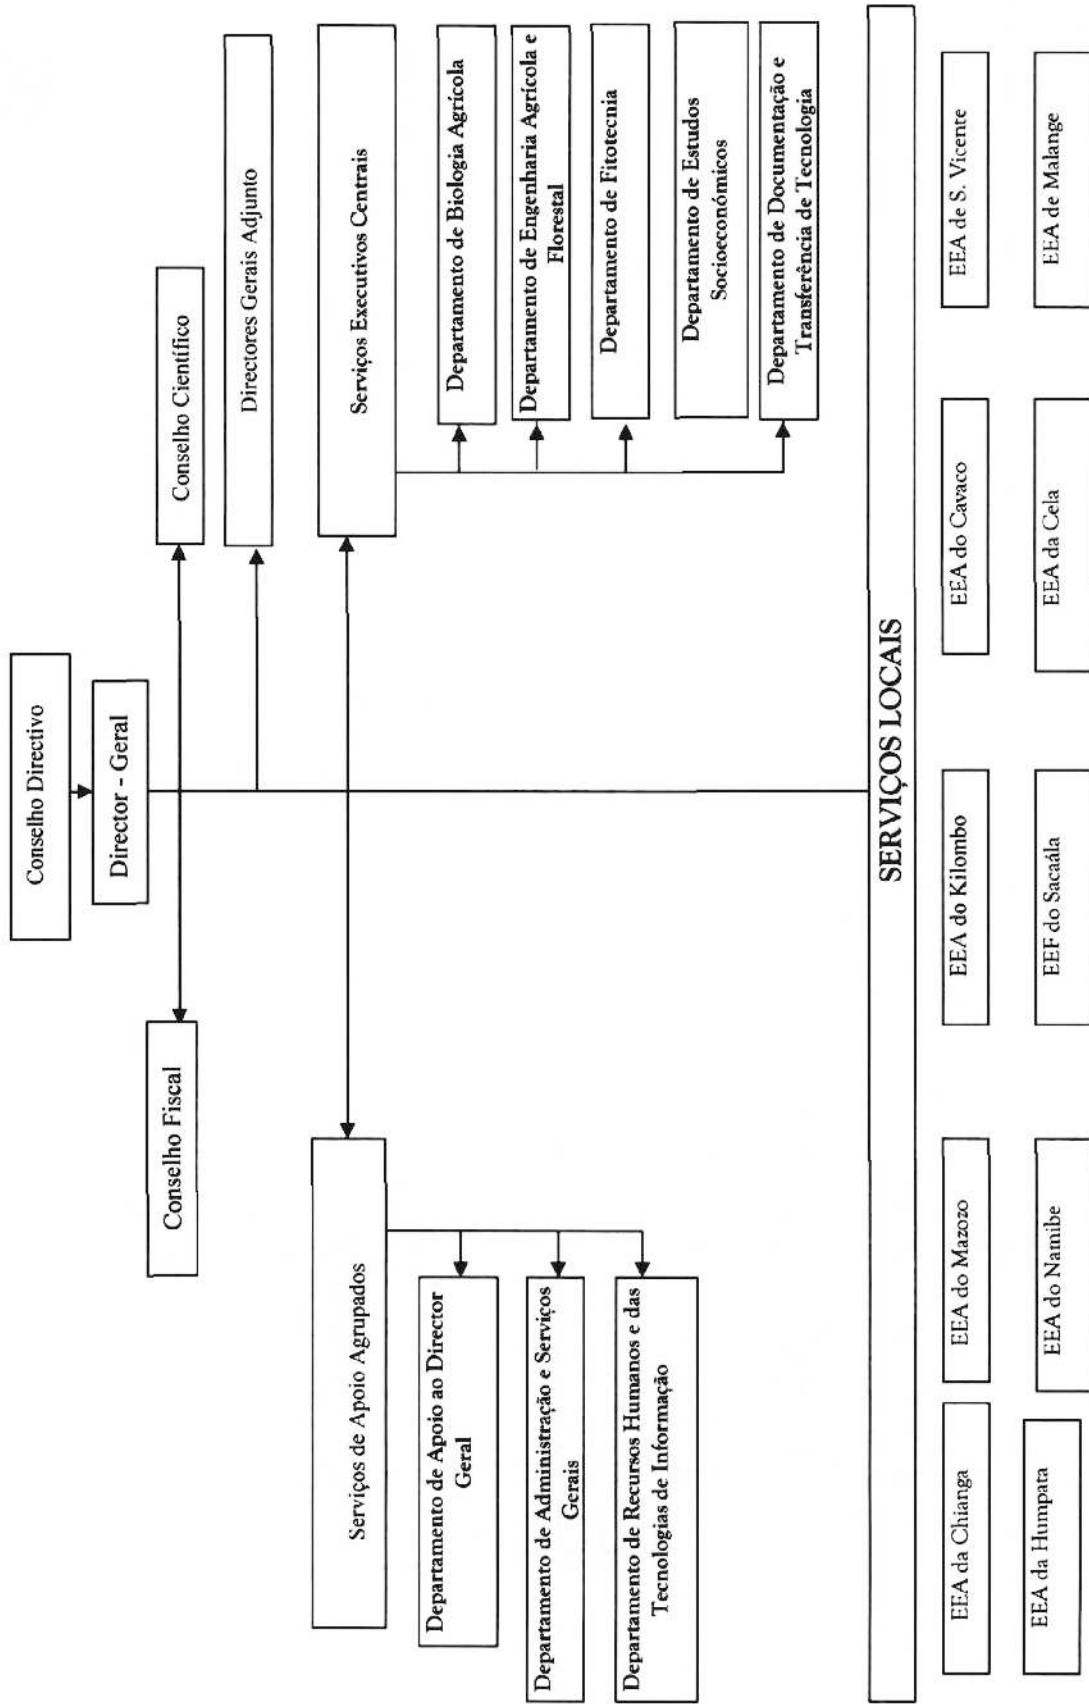 Conselho Directivo
Director - Geral
Conselho Fiscal
Conselho Científico
Directores Gerais Adjunto
Serviços de Apoio Agrupados
Departamento de Apoio ao Director
Geral
Departamento de Administração e Serviços
Gerais
Departamento de Recursos Humanos e das
Tecnologias de Informação
Serviços Executivos Centrais
Departamento de Biologia Agrícola
Departamento de Engenharia Agrícola e
Florestal
Departamento de Fitotecnia
Departamento de Estudos
Socioeconómicos
Departamento de Documentação e
Transferência de Tecnologia
SERVIÇOS LOCAIS
EEA da Chianga
EEA do Mazozo
EEA do Kilombo
EEA do Cavaco
EEA de S. Vicente
EEA da Humpata
EEA do Namibe
EEF do Sacaála
EEA da Cela
EEA de Malange